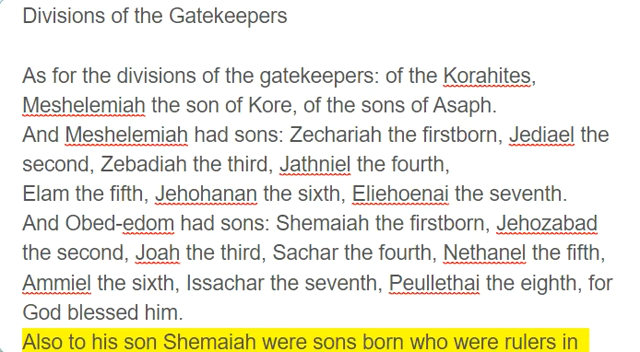 Divisions of the Gatekeepers
As for the divisions of the gatekeepers: of the Korahites,
Meshelemiah the son of Kore, of the sons of Asaph.
And Meshelemiah had sons: Zechariah the firstborn, Jediael the
second, Zebadiah the third, Jathniel the fourth,
Elam the fifth, Jehohanan the sixth, Eliehoenai the seventh.
And Obed-edom had sons: Shemaiah the firstborn, Jehozabad
the second, Joah the third, Sachar the fourth, Nethanel the fifth,
Ammiel the sixth, Issachar the seventh, Peullethai the eighth, for
God blessed him.
Also to his son Shemaiah were sons born who were rulers in